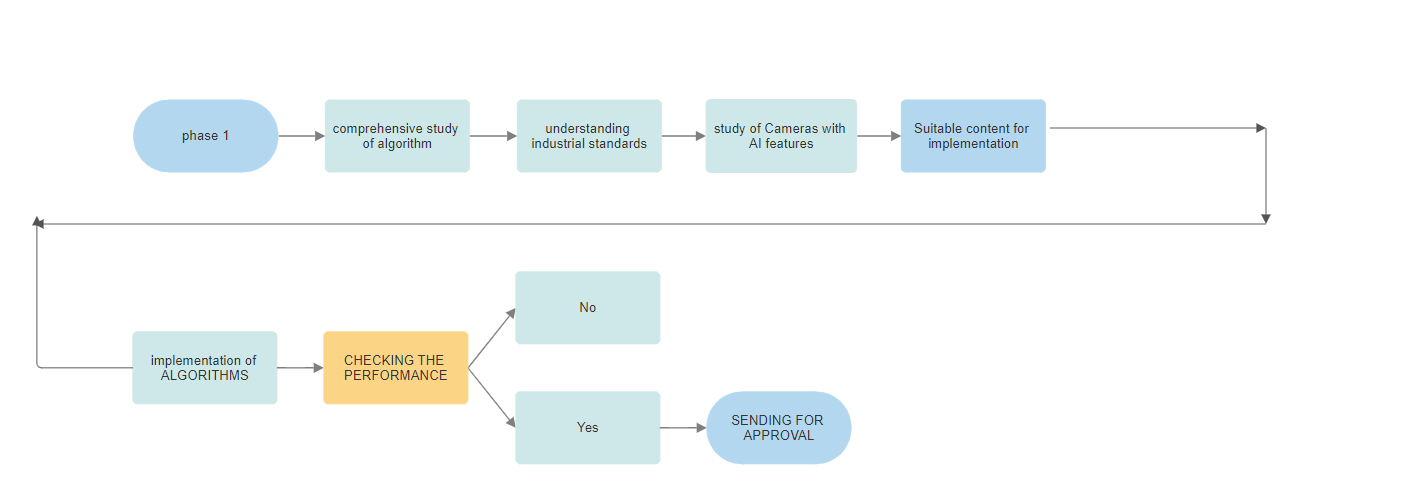 phase 1
comprehensive study
of algorithm
understanding
industrial standards
study of Cameras with
AI features
Suitable content for
implementation
No
implementation of
ALGORITHMS
CHECKING THE
PERFORMANCE
Yes
SENDING FOR
APPROVAL